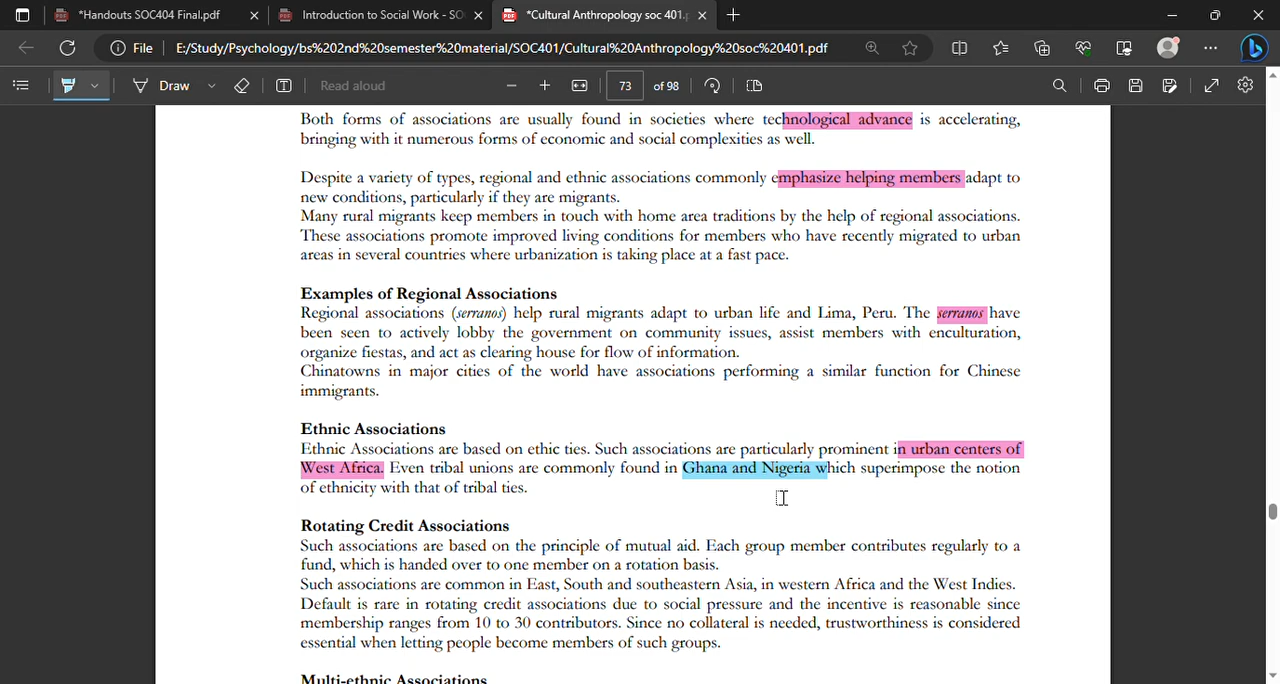 *Handouts SOC404 Final.pdf
Introduction to Social Work - SO
*Cultural Anthropology soc 401.p
File
E:/Study/Psychology/bs%202nd%20semester%20material/SOC401/Cultural%20Anthropology%20soc%20401.pdf
Draw
Read aloud
73 of 98
Both forms of associations are usually found in societies where technological advance is accelerating,
bringing with it numerous forms of economic and social complexities as well.
Despite a variety of types, regional and ethnic associations commonly emphasize helping members adapt to
new conditions, particularly if they are migrants.
Many rural migrants keep members in touch with home area traditions by the help of regional associations.
These associations promote improved living conditions for members who have recently migrated to urban
areas in several countries where urbanization is taking place at a fast pace.
Examples of Regional Associations
Regional associations (serranos) help rural migrants adapt to urban life and Lima, Peru. The serranos have
been seen to actively lobby the government on community issues, assist members with enculturation,
organize fiestas, and act as clearing house for flow of information.
Chinatowns in major cities of the world have associations performing a similar function for Chinese
immigrants.
Ethnic Associations
Ethnic Associations are based on ethic ties. Such associations are particularly prominent in urban centers of
West Africa. Even tribal unions are commonly found in Ghana and Nigeria which superimpose the notion
of ethnicity with that of tribal ties.
Rotating Credit Associations
Such associations are based on the principle of mutual aid. Each group member contributes regularly to a
fund, which is handed over to one member on a rotation basis.
Such associations are common in East, South and southeastern Asia, in western Africa and the West Indies.
Default is rare in rotating credit associations due to social pressure and the incentive is reasonable since
membership ranges from 10 to 30 contributors. Since no collateral is needed, trustworthiness is considered
essential when letting people become members of such groups.
Multi-ethnic Associations